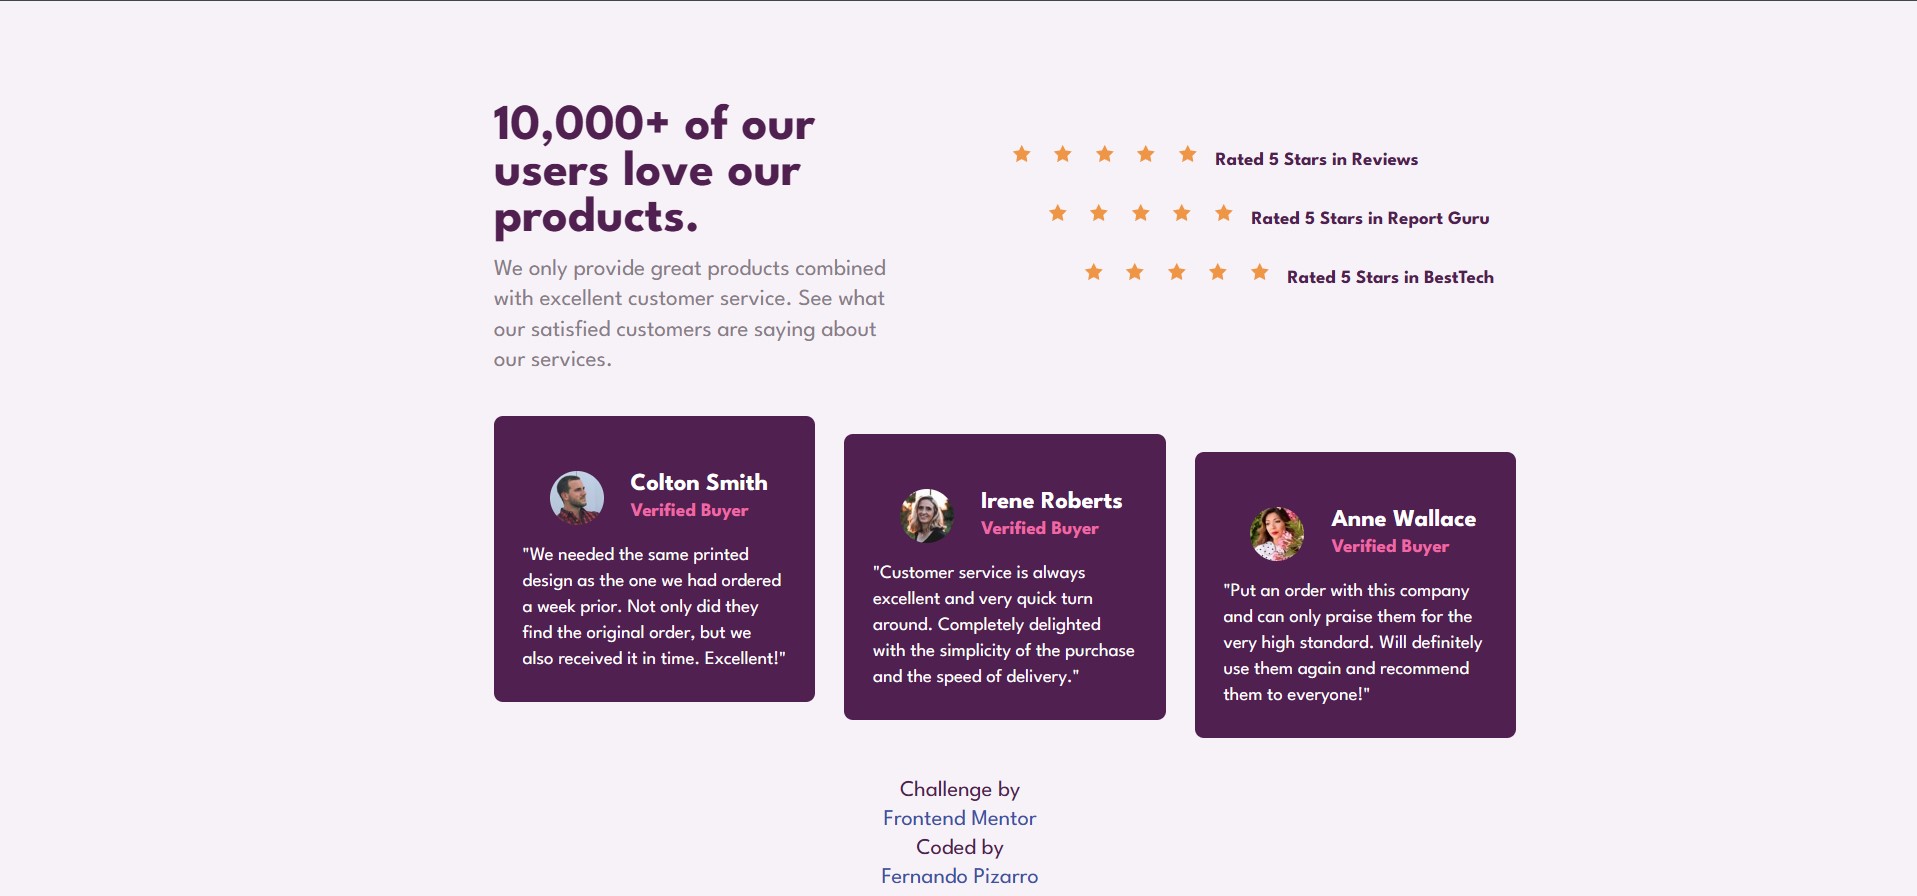 10,000+ of our
users love our
products.
We only provide great products combined
with excellent customer service. See what
our satisfied customers are saying about
our services.
Rated 5 Stars in Reviews
Rated 5 Stars in Report Guru
Rated 5 Stars in BestTech
Colton Smith
Verified Buyer
"We needed the same printed
design as the one we had ordered
a week prior. Not only did they
find the original order, but we
also received it in time. Excellent!"
Irene Roberts
Verified Buyer
"Customer service is always
excellent and very quick turn
around. Completely delighted
with the simplicity of the purchase
and the speed of delivery."
Anne Wallace
Verified Buyer
"Put an order with this company
and can only praise them for the
very high standard. Will definitely
use them again and recommend
them to everyone!"
Challenge by
Frontend Mentor
Coded by
Fernando Pizarro